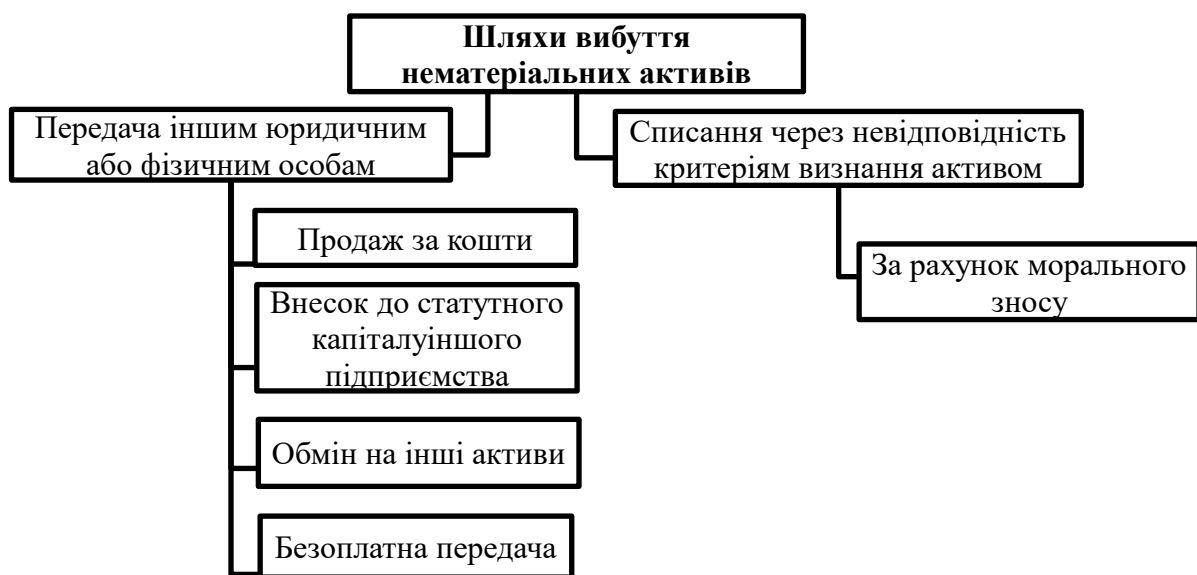 Шляхи вибуття
нематеріальних активів
Передача іншим юридичним
або фізичним особам
Списання через невідповідність
критеріям визнання активом
Продаж за кошти
За рахунок морального
зносу
Внесок до статутного
капіталуіншого
підприємства
Обмін на інші активи
Безоплатна передача